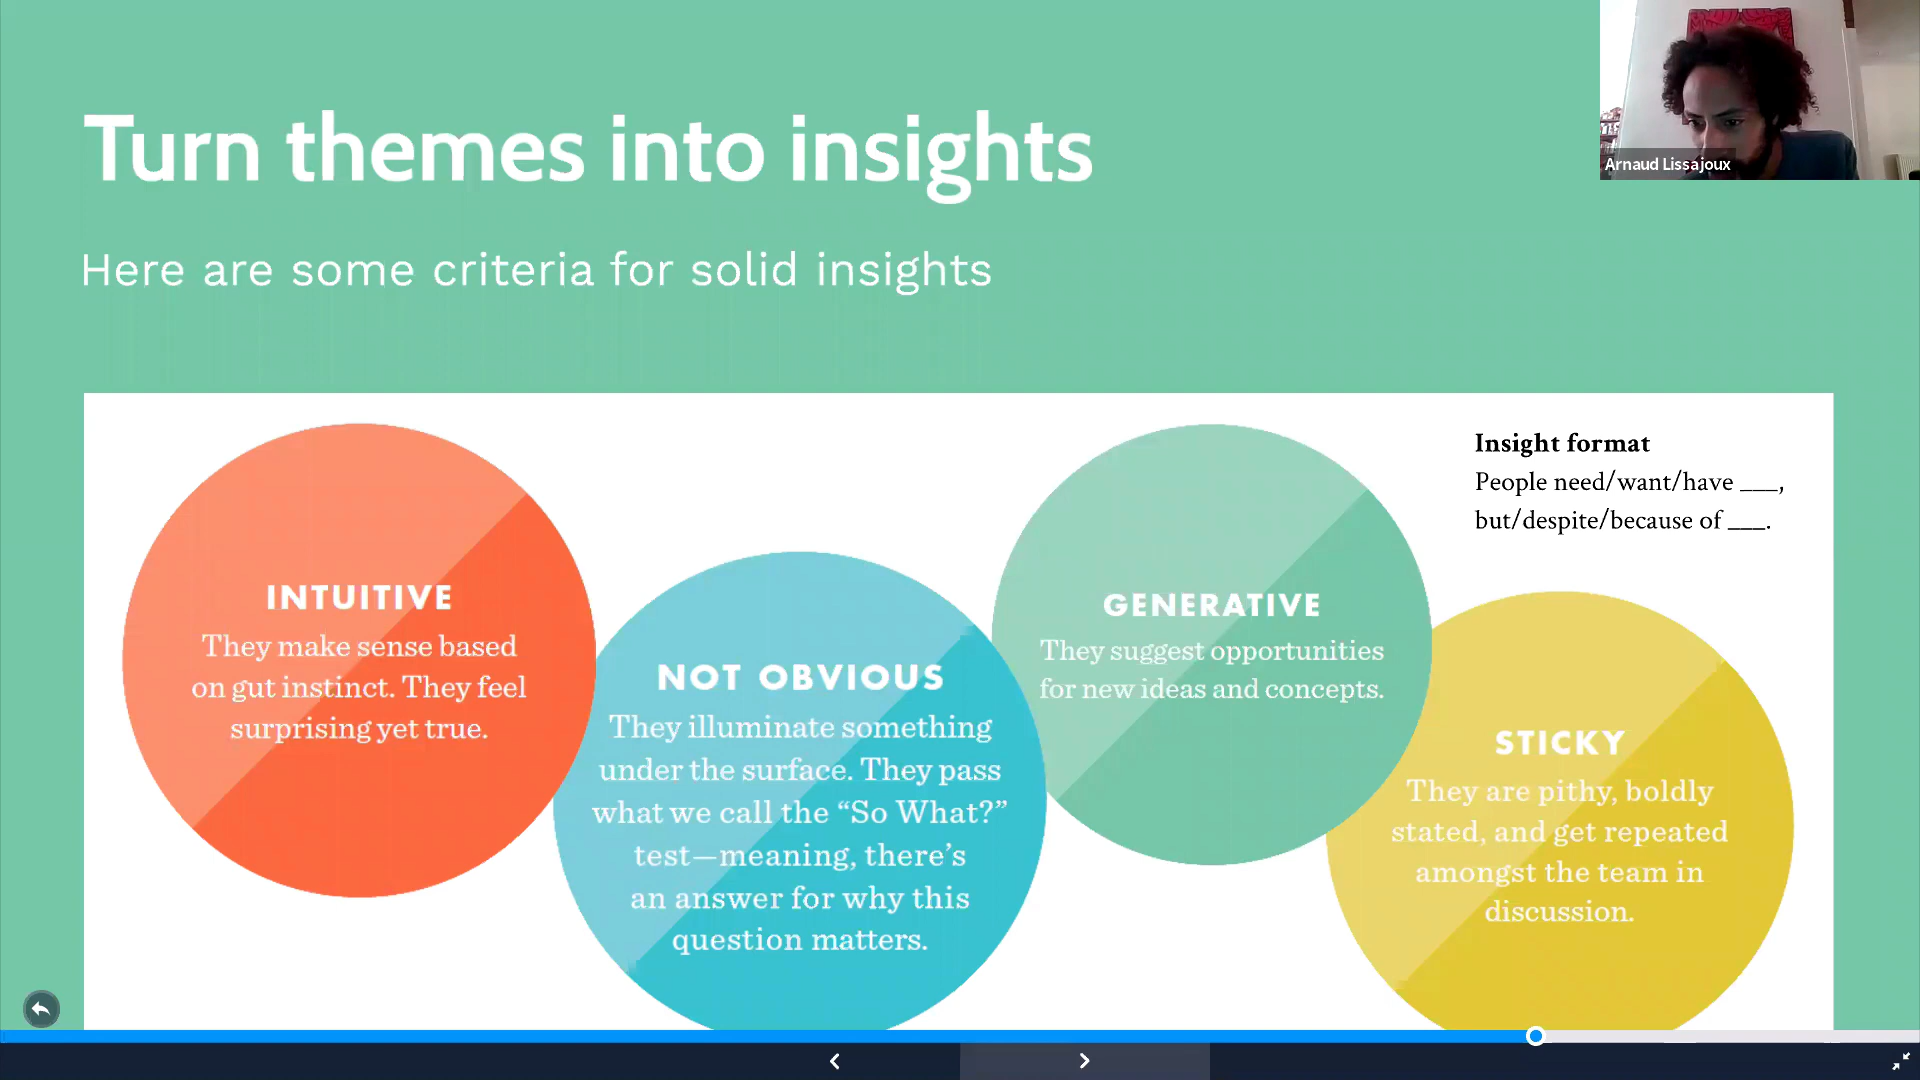 Turn themes into insights
Here are some criteria for solid insights
Arnaud Lissajoux
Insight format
People need/want/have ___,
but/despite/because of ___.
INTUITIVE
They make sense based
on gut instinct. They feel
surprising yet true.
NOT OBVIOUS
They illuminate something
under the surface. They pass
what we call the “So What?”
test—meaning, there’s
an answer for why this
question matters.
GENERATIVE
They suggest opportunities
for new ideas and concepts.
STICKY
They are pithy, boldly
stated, and get repeated
amongst the team in
discussion.